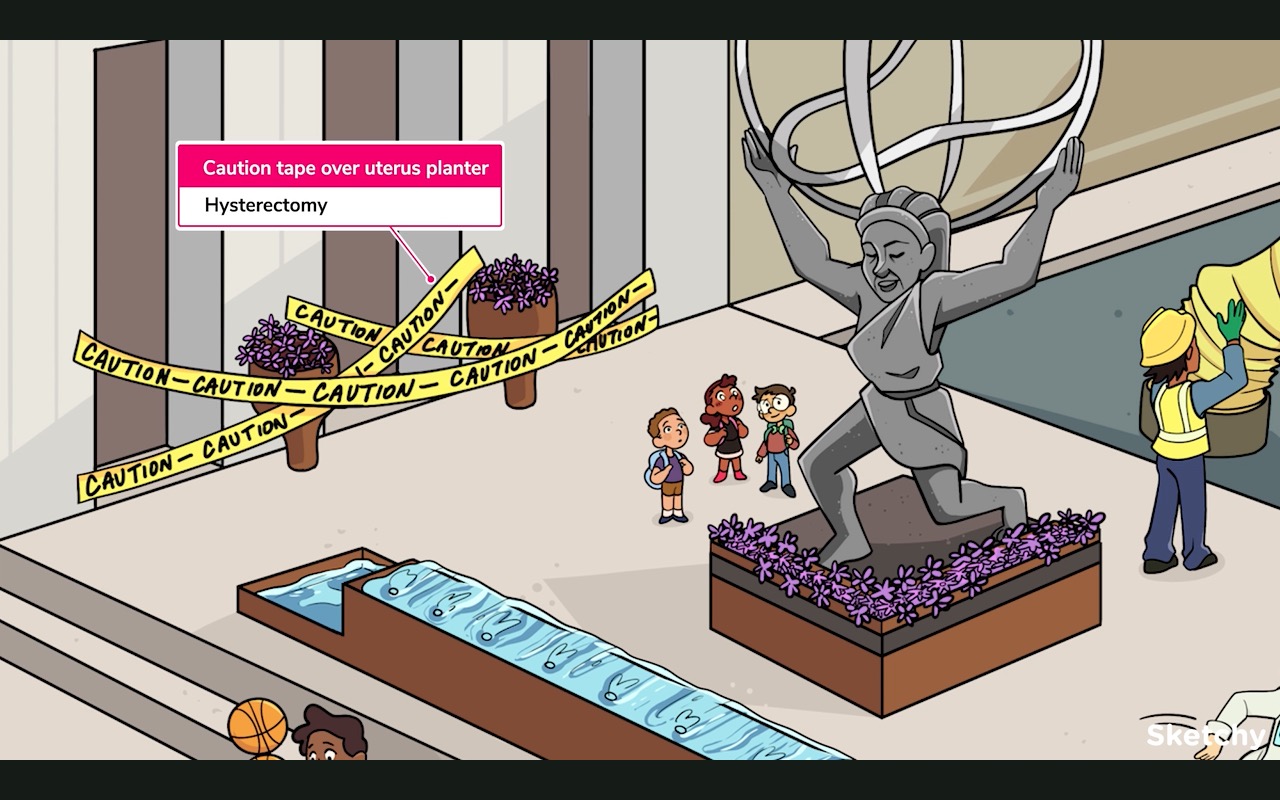 Caution tape over uterus planter
Hysterectomy
CAUTION
CAUTION
CAUTION
CAUTION
CAUTION – CAUTION – CAUTION – CAUTION – CAUTION –
CAUTION – CAUTION – CAUTION –
Sketchy